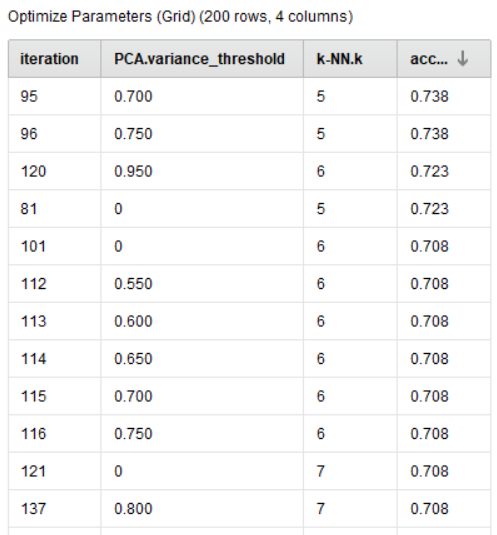 Optimize Parameters (Grid) (200 rows, 4 columns)
iteration PCA.variance_threshold k-NN.k acc... ↓
95 0.700 5 0.738
96 0.750 5 0.738
120 0.950 6 0.723
81 0 5 0.723
101 0 6 0.708
112 0.550 6 0.708
113 0.600 6 0.708
114 0.650 6 0.708
115 0.700 6 0.708
116 0.750 6 0.708
121 0 7 0.708
137 0.800 7 0.708